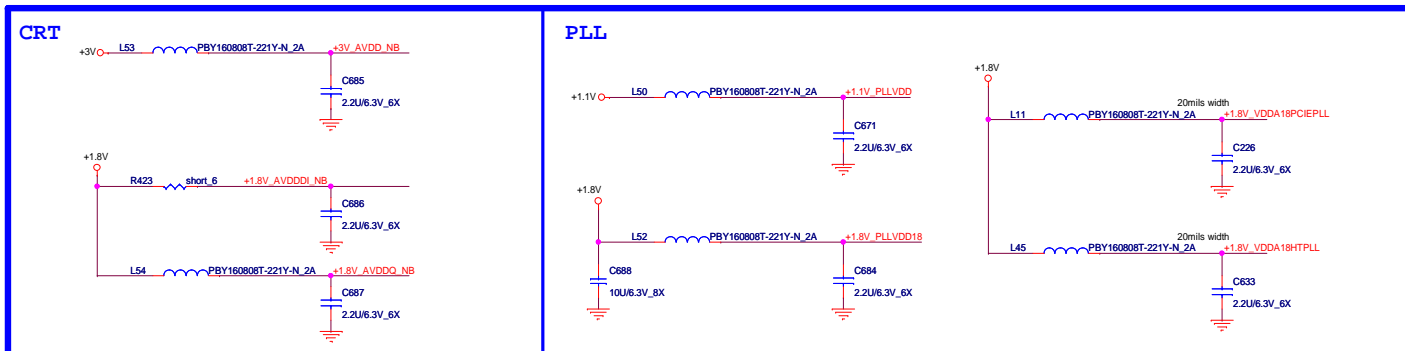 CRT
+3V
L53
PBY160808T-221Y-N_2A
+3V_AVDD_NB
C685
2.2U/6.3V_6X
+1.8V
R423
short_6
+1.8V_AVDDDI_NB
C686
2.2U/6.3V_6X
L54
PBY160808T-221Y-N_2A
+1.8V_AVDDQ_NB
C687
2.2U/6.3V_6X
PLL
+1.1V
L50
PBY160808T-221Y-N_2A
+1.1V_PLLVDD
C671
2.2U/6.3V_6X
+1.8V
L52
PBY160808T-221Y-N_2A
+1.8V_PLLVDD18
C688
10U/6.3V_8X
C684
2.2U/6.3V_6X
+1.8V
20mils width
L11
PBY160808T-221Y-N_2A
+1.8V_VDDA18PCIEPLL
C226
2.2U/6.3V_6X
20mils width
L45
PBY160808T-221Y-N_2A
+1.8V_VDDA18HTPLL
C633
2.2U/6.3V_6X